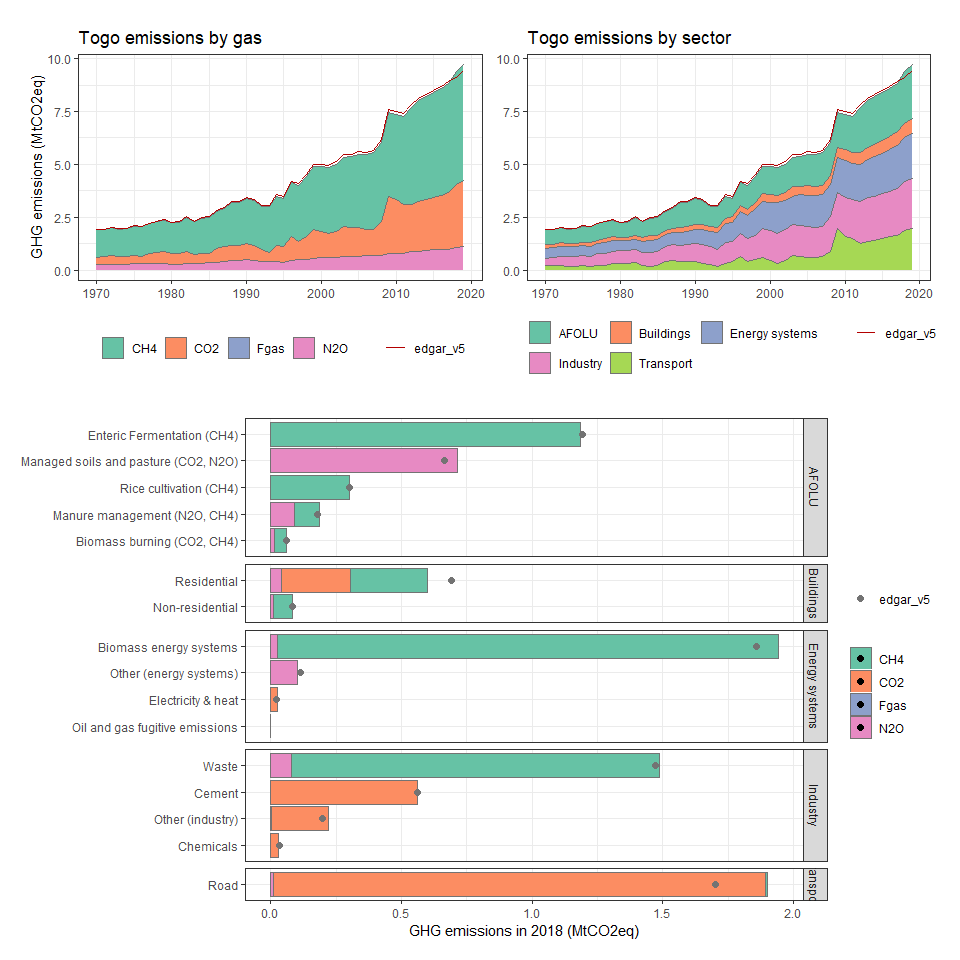 Togo emissions by gas
GHG emissions (MtCO2eq)
10.0
7.5
5.0
2.5
0.0
1970 1980 1990 2000 2010 2020
CH4 CO2 Fgas N2O edgar_v5
Togo emissions by sector
10.0
7.5
5.0
2.5
0.0
1970 1980 1990 2000 2010 2020
AFOLU Buildings Energy systems edgar_v5
Industry Transport
Enteric Fermentation (CH4)
Managed soils and pasture (CO2, N2O)
Rice cultivation (CH4)
Manure management (N2O, CH4)
Biomass burning (CO2, CH4)
AFOLU
Residential
Non-residential
Buildings
Biomass energy systems
Other (energy systems)
Electricity & heat
Oil and gas fugitive emissions
Energy systems
Waste
Cement
Other (industry)
Chemicals
Industry
Road
anspo
0.0 0.5 1.0 1.5 2.0
GHG emissions in 2018 (MtCO2eq)
edgar_v5
CH4
CO2
Fgas
N2O